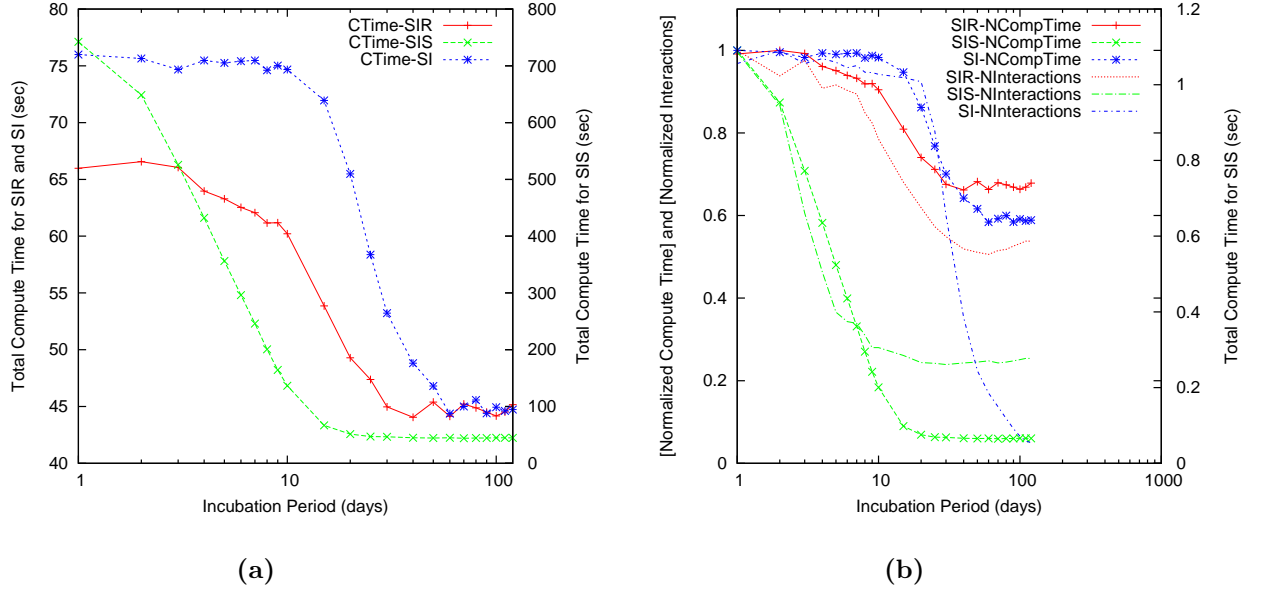 80
75
70
65
60
55
50
45
40
800
700
600
500
400
300
200
100
0
1
10
100
Total Compute Time for SIR and SI (sec)
Total Compute Time for SIS (sec)
Incubation Period (days)
CTime-SIR
CTime-SIS
CTime-SI
(a)
1
0.8
0.6
0.4
0.2
0
1.2
1
0.8
0.6
0.4
0.2
0
1
10
100
1000
[Normalized Compute Time] and [Normalized Interactions]
Total Compute Time for SIS (sec)
Incubation Period (days)
SIR-NCompTime
SIS-NCompTime
SI-NCompTime
SIR-NInteractions
SIS-NInteractions
SI-NInteractions
(b)